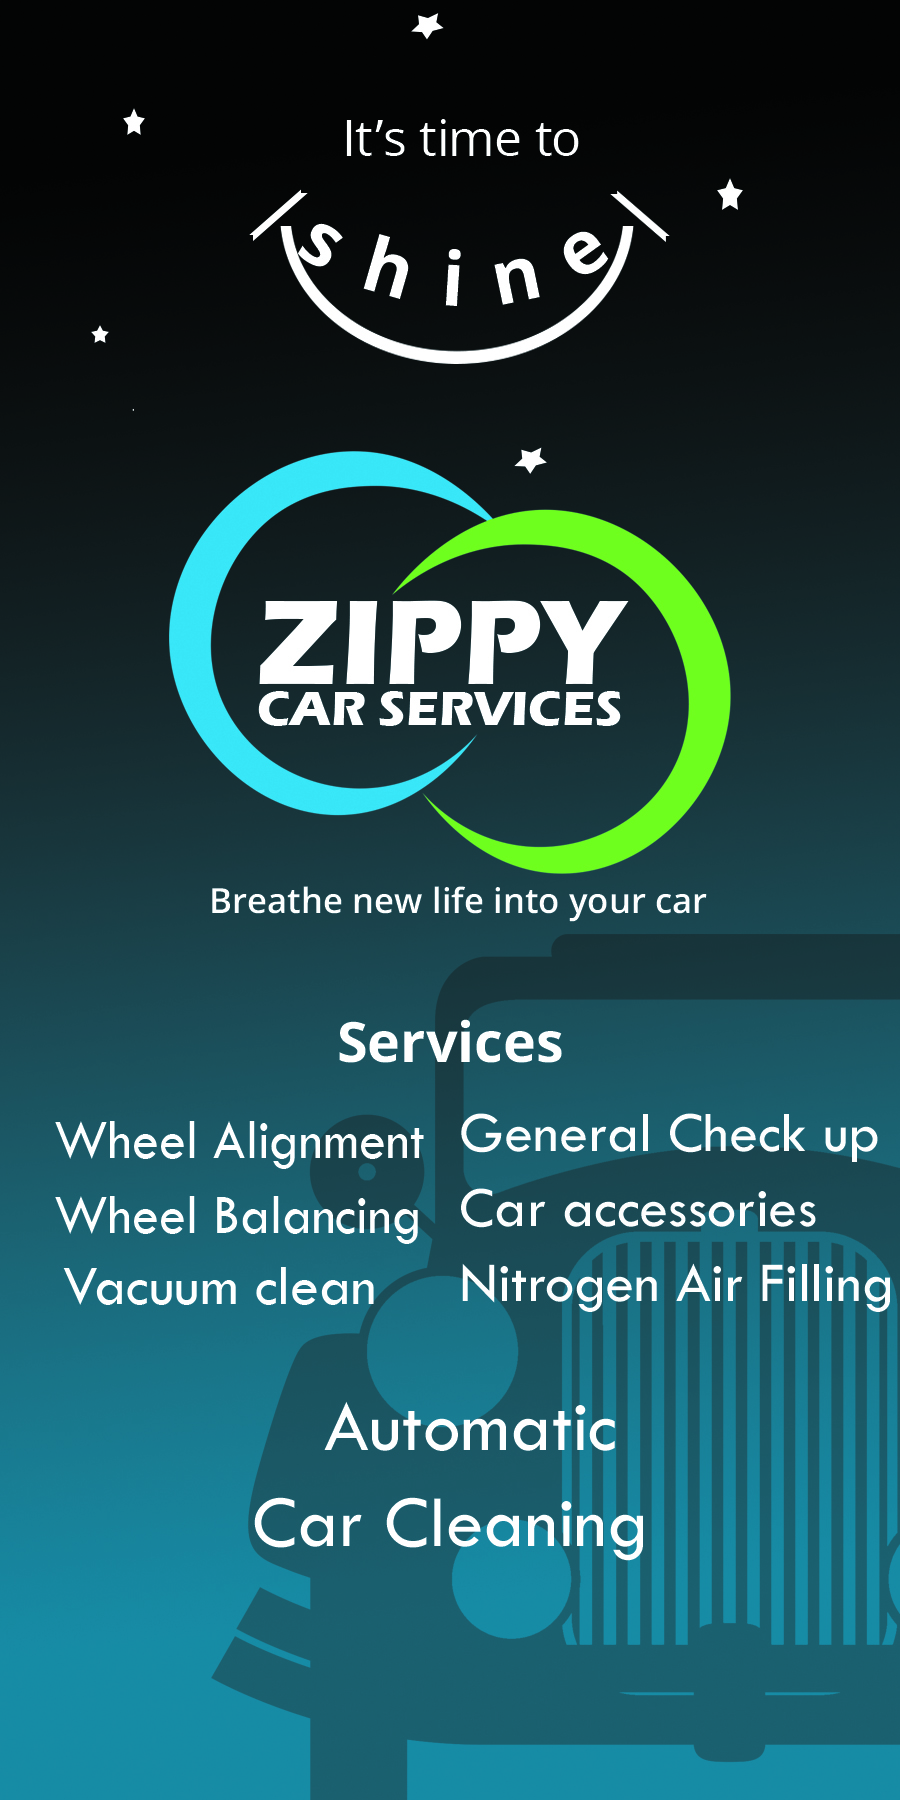 It's time to
shine
ZIPPY
CAR SERVICES
Breathe new life into your car
Services
Wheel Alignment
Wheel Balancing
Vacuum clean
General Check up
Car accessories
Nitrogen Air Filling
Automatic
Car Cleaning